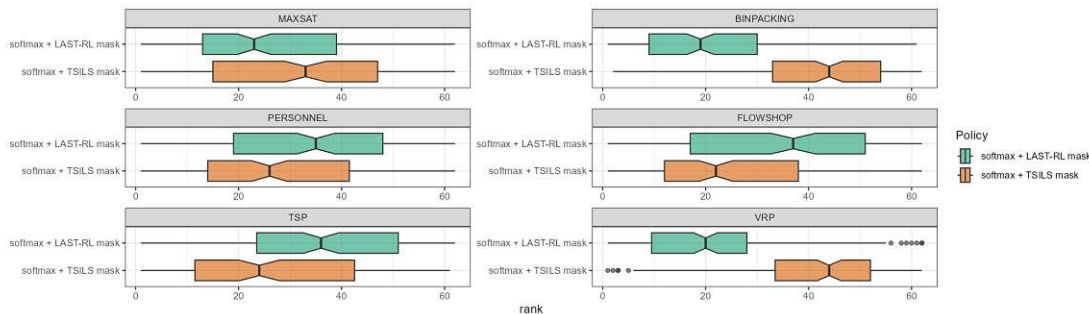 MAXSAT
softmax + LAST-RL mask
softmax + TSILS mask
0 20 40 60
BINPACKING
softmax + LAST-RL mask
softmax + TSILS mask
0 20 40 60
PERSONNEL
softmax + LAST-RL mask
softmax + TSILS mask
0 20 40 60
FLOWSHOP
softmax + LAST-RL mask
softmax + TSILS mask
0 20 40 60
TSP
softmax + LAST-RL mask
softmax + TSILS mask
0 20 40 60
VRP
softmax + LAST-RL mask
softmax + TSILS mask
0 20 40 60
rank
Policy
softmax + LAST-RL mask
softmax + TSILS mask